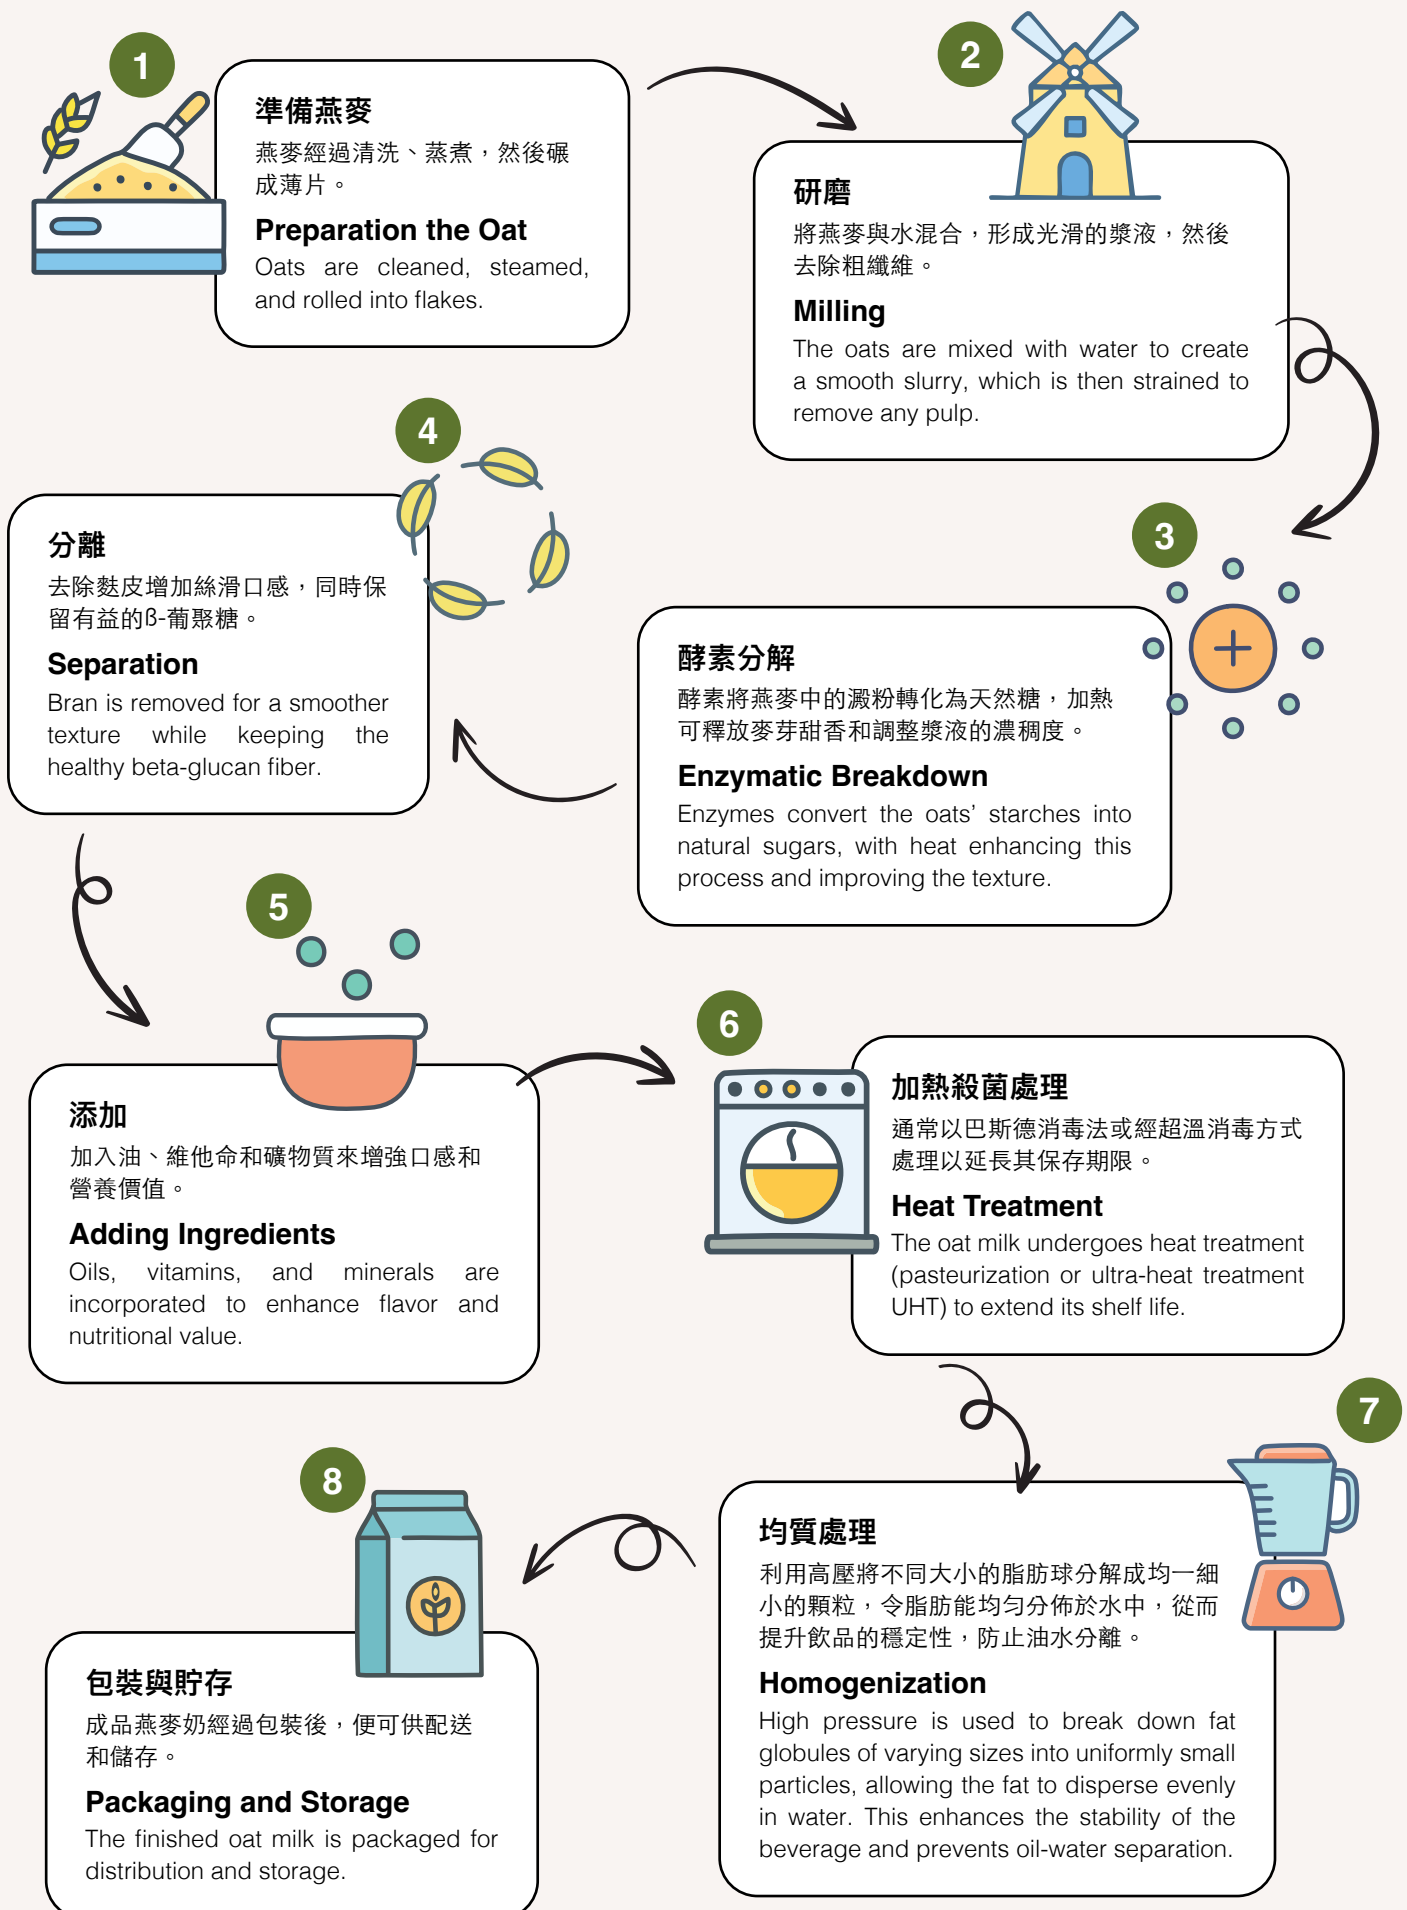 1
準備燕麥
燕麥經過清洗、蒸煮，然後碾
成薄片。
Preparation the Oat
Oats are cleaned, steamed,
and rolled into flakes.
2
研磨
將燕麥與水混合，形成光滑的漿液，然後
去除粗纖維。
Milling
The oats are mixed with water to create
a smooth slurry, which is then strained to
remove any pulp.
3
酵素分解
酵素將燕麥中的澱粉轉化為天然糖，加熱
可釋放麥芽甜香和調整漿液的濃稠度。
Enzymatic Breakdown
Enzymes convert the oats’ starches into
natural sugars, with heat enhancing this
process and improving the texture.
4
分離
去除麩皮增加絲滑口感，同時保
留有益的ß-葡聚糖。
Separation
Bran is removed for a smoother
texture while keeping the
healthy beta-glucan fiber.
5
添加
加入油、維他命和礦物質來增強口感和
營養價值。
Adding Ingredients
Oils, vitamins, and minerals are
incorporated to enhance flavor and
nutritional value.
6
加熱殺菌處理
通常以巴斯德消毒法或經超溫消毒方式
處理以延長其保存期限。
Heat Treatment
The oat milk undergoes heat treatment
(pasteurization or ultra-heat treatment
UHT) to extend its shelf life.
7
均質處理
利用高壓將不同大小的脂肪球分解成均一細
小的顆粒，令脂肪能均勻分佈於水中，從而
提升飲品的穩定性，防止油水分離。
Homogenization
High pressure is used to break down fat
globules of varying sizes into uniformly small
particles, allowing the fat to disperse evenly
in water. This enhances the stability of the
beverage and prevents oil-water separation.
8
包裝與貯存
成品燕麥奶經過包裝後，便可供配送
和儲存。
Packaging and Storage
The finished oat milk is packaged for
distribution and storage.